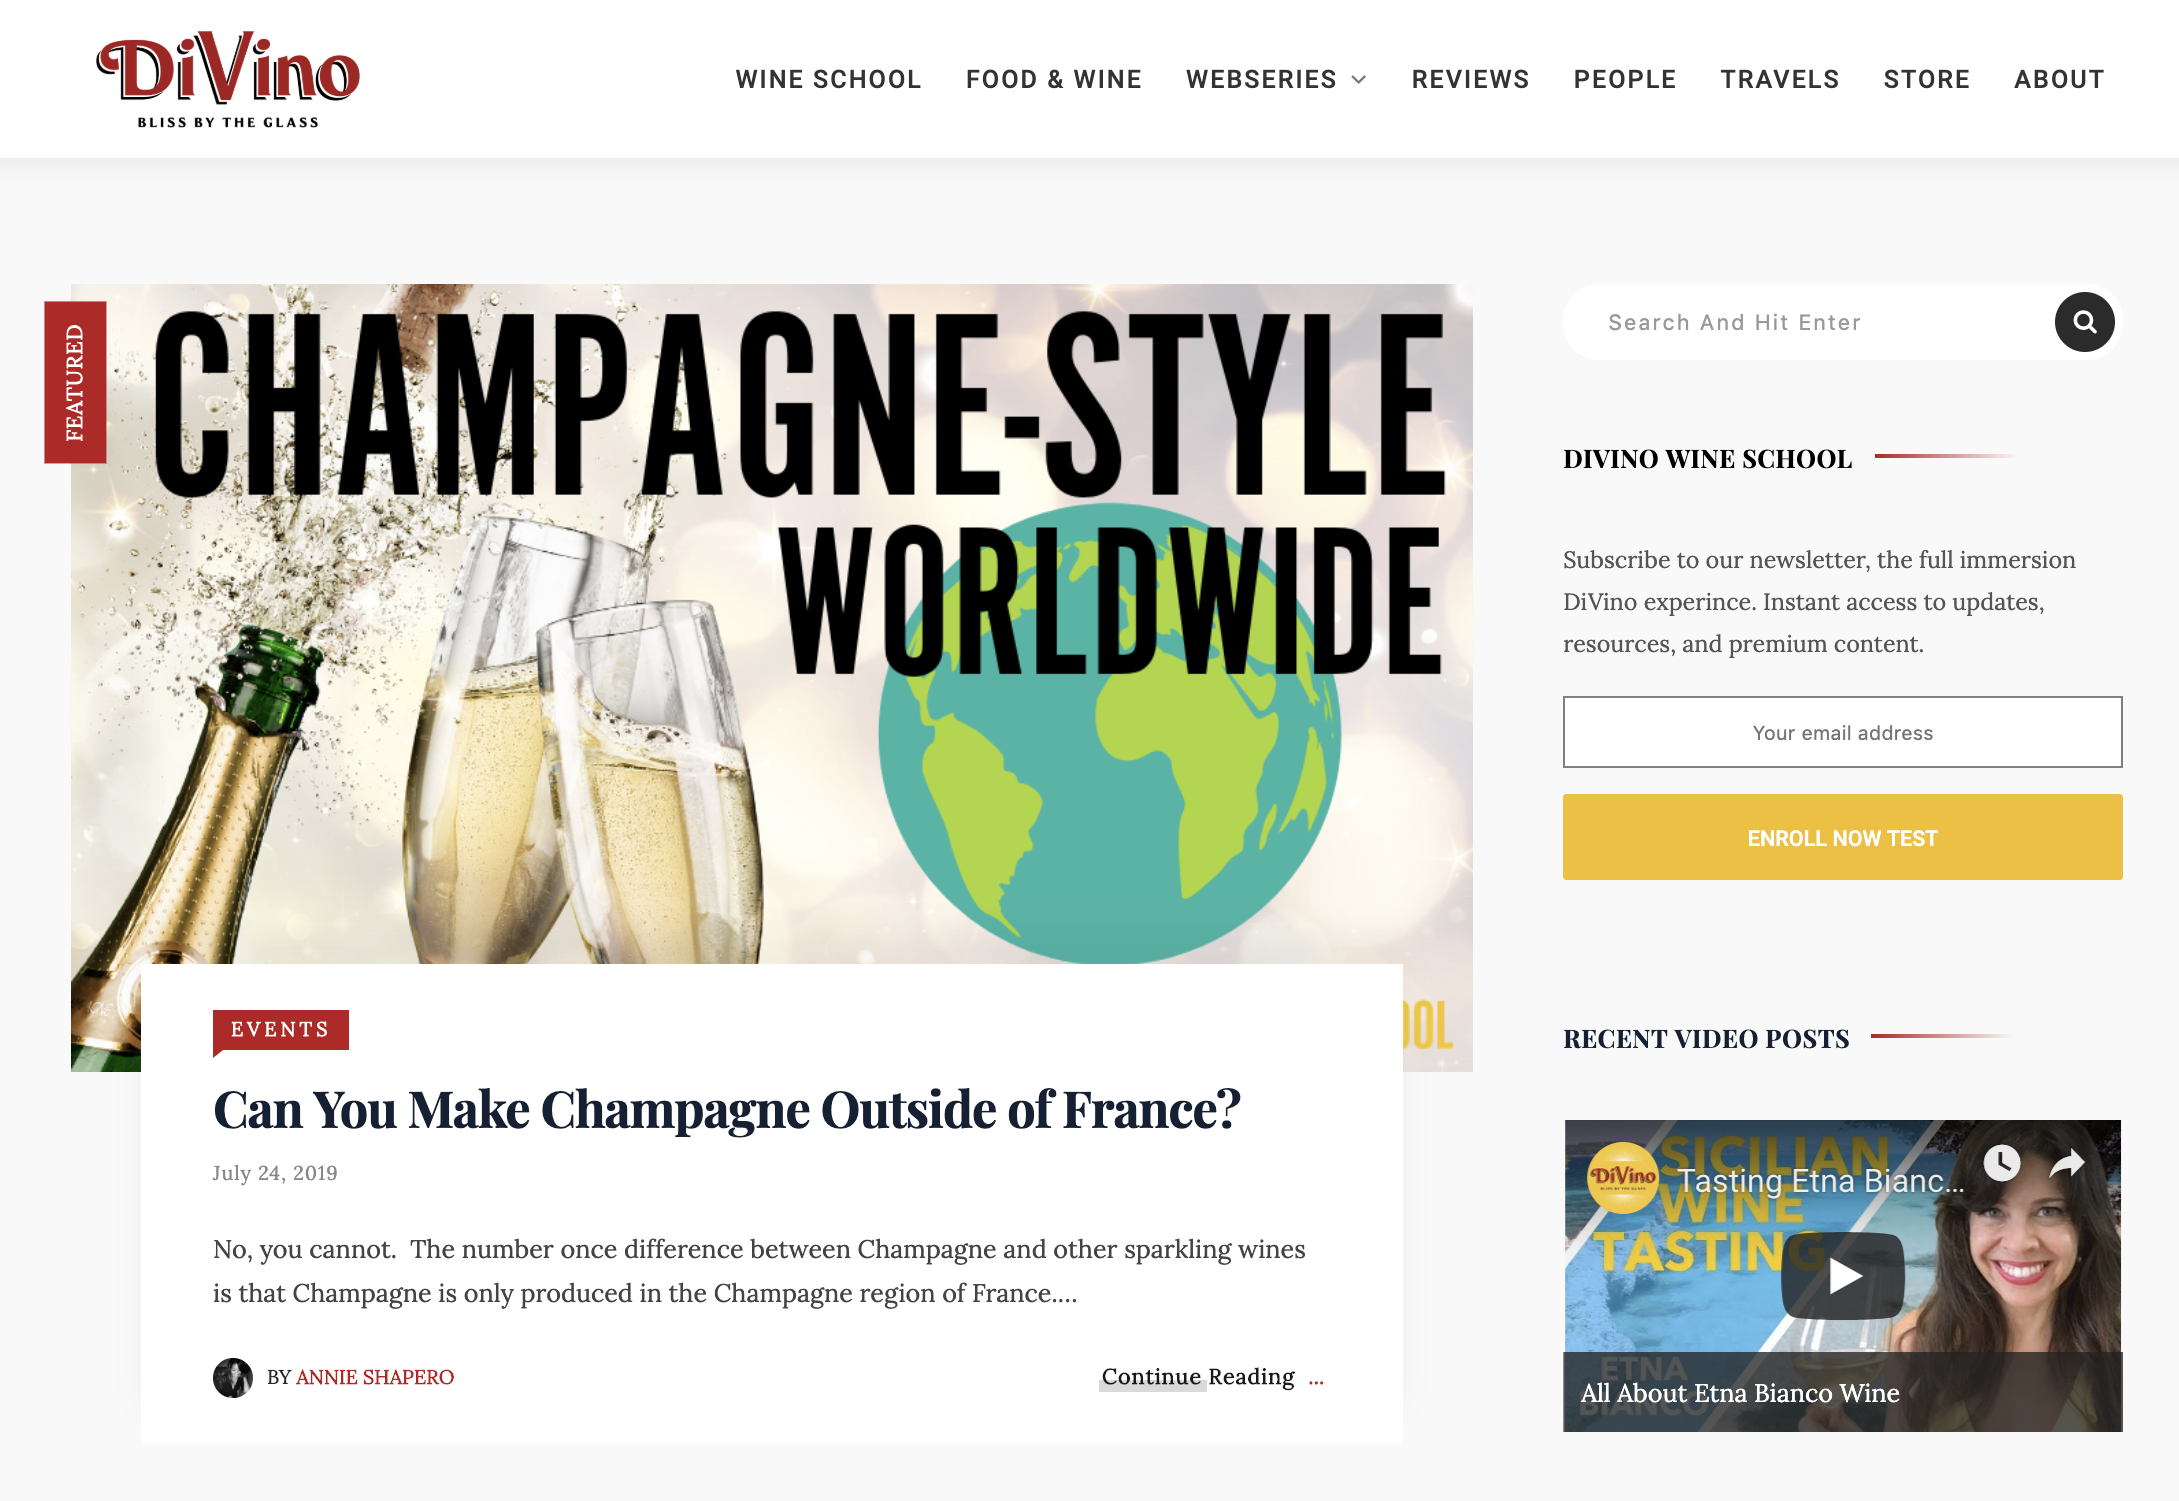 DiVino
BLISS BY THE GLASS
WINE SCHOOL FOOD & WINE WEBSERIES REVIEWS PEOPLE TRAVELS STORE ABOUT
FEATURED
CHAMPAGNE-STYLE
WORLDWIDE
OOL
EVENTS
Can You Make Champagne Outside of France?
July 24, 2019
No, you cannot.  The number once difference between Champagne and other sparkling wines
is that Champagne is only produced in the Champagne region of France....
BY ANNIE SHAPERO
Continue Reading ...
Search And Hit Enter
DIVINO WINE SCHOOL
Subscribe to our newsletter, the full immersion
DiVino experince. Instant access to updates,
resources, and premium content.
Your email address
ENROLL NOW TEST
RECENT VIDEO POSTS
DiVino
BLISS BY THE GLASS
Tasting Etna Bianc...
SICILIAN
WINE
TASTING
ETNA
BIANCO
All About Etna Bianco Wine